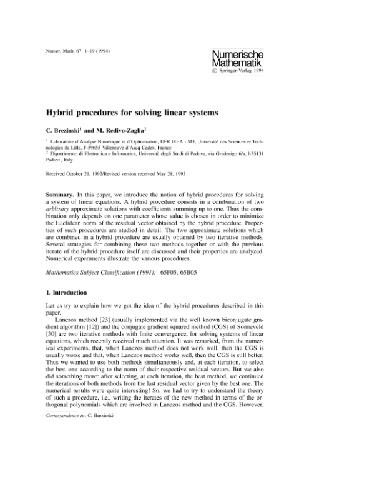 Numer. Math. 67: 1–19 (1994)
Numerische
Mathematik
© Springer-Verlag 1994
Hybrid procedures for solving linear systems
C. Brezinski¹ and M. Redivo-Zaglia²
¹ Laboratoire d'Analyse Numérique et d'Optimisation, Université des Sciences et Tech-
nologies de Lille, F-59655 Villeneuve d'Ascq Cedex, France
² Dipartimento di Elettronica e Informatica, Università degli Studi di Padova, via Gradenigo 6/a, I-35131
Padova, Italy
Received October 20, 1992/Revised version received May 28, 1993
Summary. In this paper, we introduce the notion of hybrid procedures for solving
a system of linear equations. A hybrid procedure consists in a combination of two
arbitrary approximate solutions with coefficients summing up to one. Thus the com-
bination only depends on one parameter whose value is chosen in order to minimize
the Euclidean norm of the residual vector obtained by the hybrid procedure. Proper-
ties of such procedures are studied in detail. The two approximate solutions which
are combined in a hybrid procedure are usually obtained by two iterative methods.
Several strategies for combining these two methods together or with the previous
iterate of the hybrid procedure itself are discussed and their properties are analyzed.
Numerical experiments illustrate the various procedures.
Mathematics Subject Classification (1991): 65F05, 65B05
1. Introduction
Let us try to explain how we got the idea of the hybrid procedures described in this
paper.
Lanczos method [23] (usually implemented via the well known biconjugate gra-
dient algorithm [12]) and the conjugate gradient squared method (CGS) of Sonneveld
[30] are two iterative methods with finite convergence, for solving systems of linear
equations, which recently received much attention. It was remarked, from the numer-
ical experiments, that, when Lanczos method does not work well, then the CGS is
usually worse and that, when Lanczos method works well, then the CGS is still better.
Thus we wanted to use both methods simultaneously and, at each iteration, to select
the best one according to the norm of their respective residual vectors. But we also
did something more: after selecting, at each iteration, the best method, we continued
the iterations of both methods from the last residual vector given by the best one. The
numerical results were quite interesting! So, we had to try to understand the theory
of such a procedure, i.e., writing the iterates of the new method in terms of the or-
thogonal polynomials which are involved in Lanczos method and the CGS. However,
Correspondence to: C. Brezinski